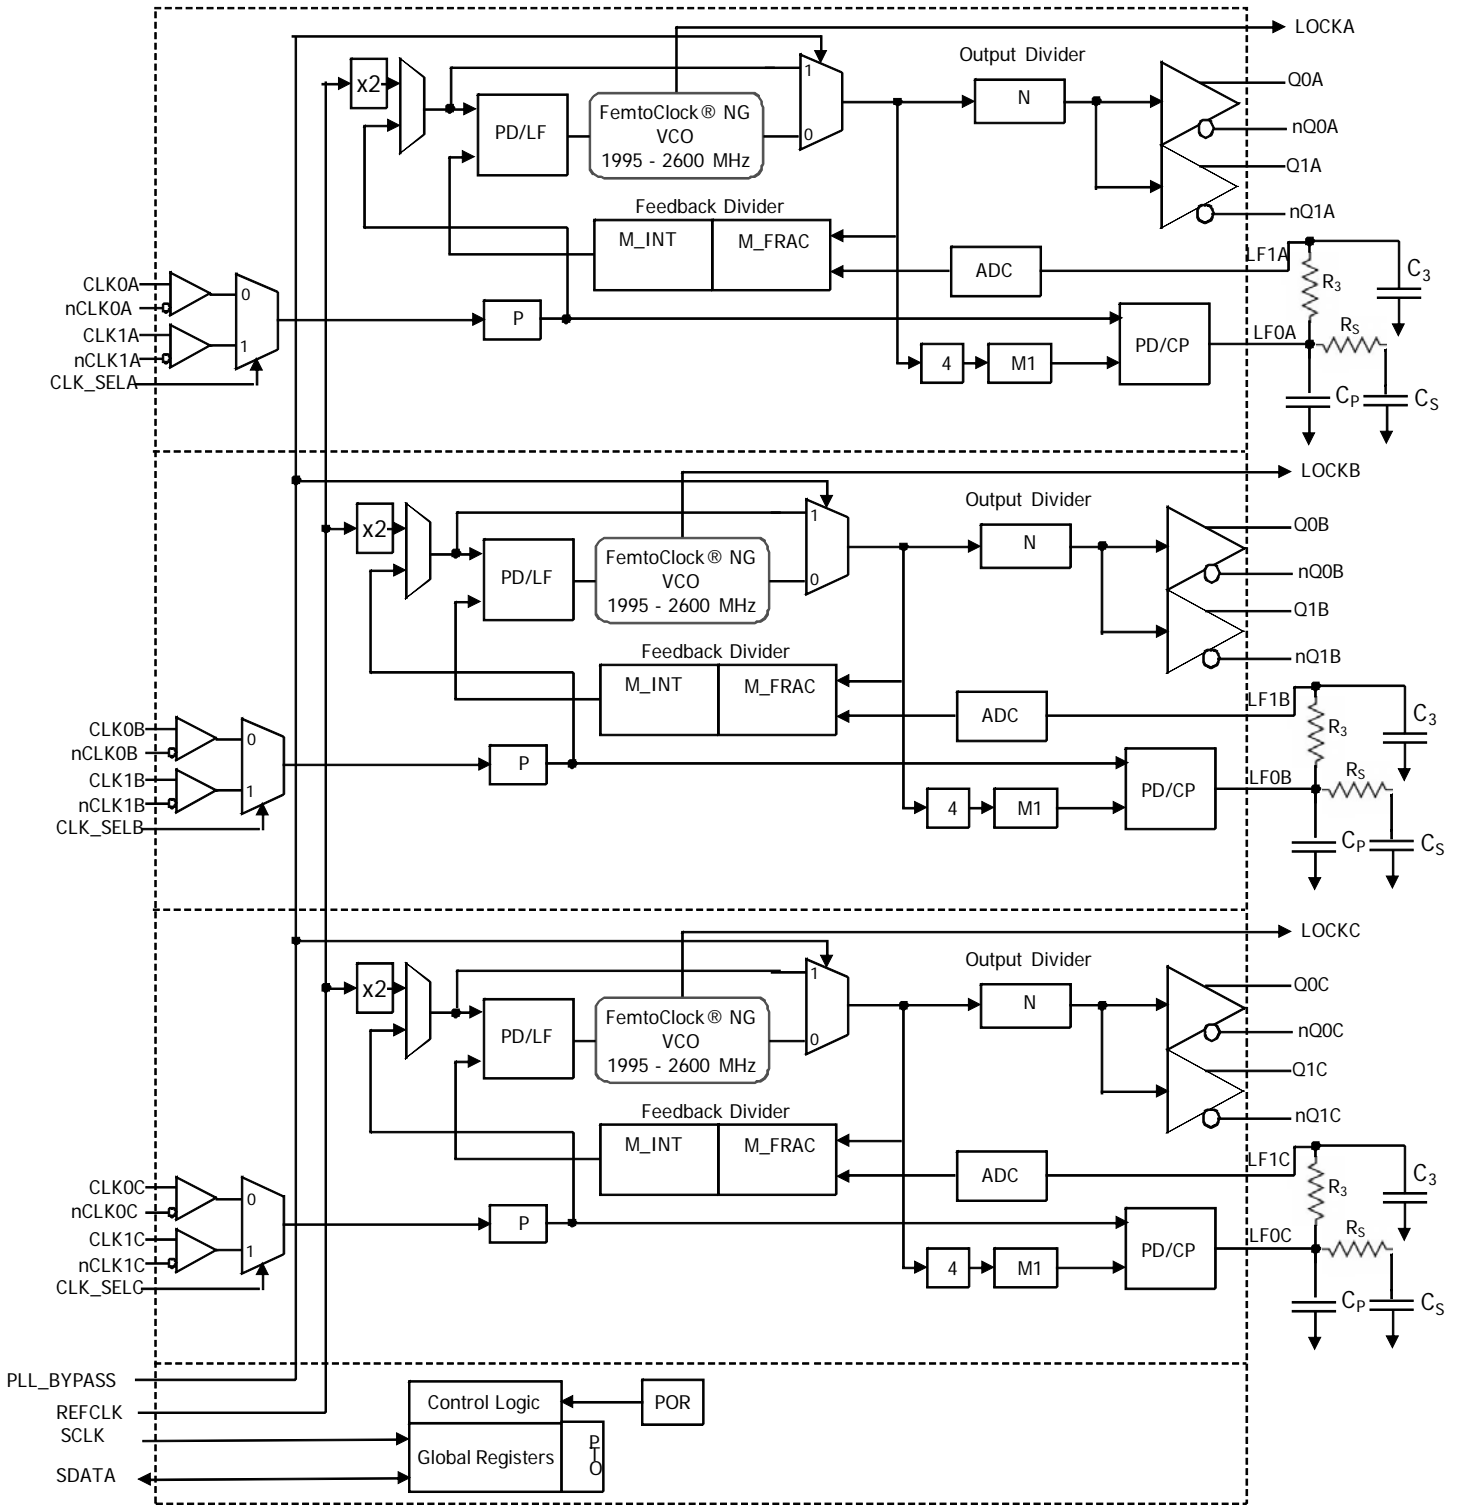 LOCKA
Output Divider
x2
1
Q0A
N
FemtoClock® NG
VCO
1995 - 2600 MHz
PD/LF
0
nQ0A
Q1A
Feedback Divider
nQ1A
M_INT
M_FRAC
LF1A
ADC
C3
R3
CLK0A
0
nCLK0A
P
CLK1A
1
nCLK1A
CLK_SELA
4
M1
PD/CP
LF0A
RS
CP
CS
LOCKB
Output Divider
x2
1
Q0B
N
FemtoClock® NG
VCO
1995 - 2600 MHz
PD/LF
0
nQ0B
Q1B
Feedback Divider
nQ1B
M_INT
M_FRAC
LF1B
ADC
C3
R3
CLK0B
0
nCLK0B
P
CLK1B
1
nCLK1B
CLK_SELB
4
M1
PD/CP
LF0B
RS
CP
CS
LOCKC
Output Divider
x2
1
Q0C
N
FemtoClock® NG
VCO
1995 - 2600 MHz
PD/LF
0
nQ0C
Q1C
Feedback Divider
nQ1C
M_INT
M_FRAC
LF1C
ADC
C3
R3
CLK0C
0
nCLK0C
P
CLK1C
1
nCLK1C
CLK_SELC
4
M1
PD/CP
LF0C
RS
CP
CS
PLL_BYPASS
REFCLK
SCLK
SDATA
Control Logic
POR
Global Registers
PTO